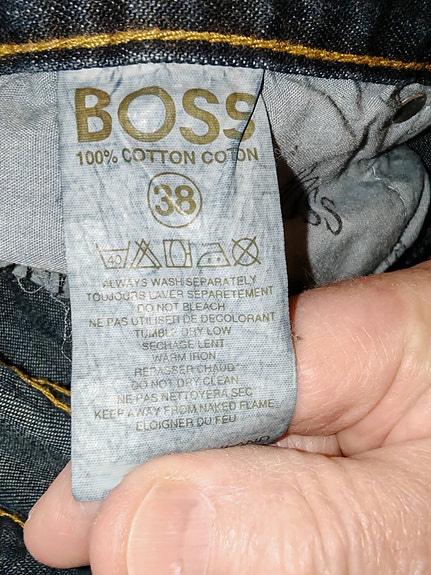 BOSS
100% COTTON COTON
38
40
ALWAYS WASH SEPARATELY
TOUJOURS LAVER SEPARETEMENT
DO NOT BLEACH
NE PAS UTILISER DE DECOLORANT
TUMBLE DRY LOW
SECHAGE LENT
WARM IRON
REPASSER CHAUD
DO NOT DRY CLEAN
NE PAS NETTOYERA SEC
KEEP AWAY FROM NAKED FLAME
ELOIGNER DU FEU